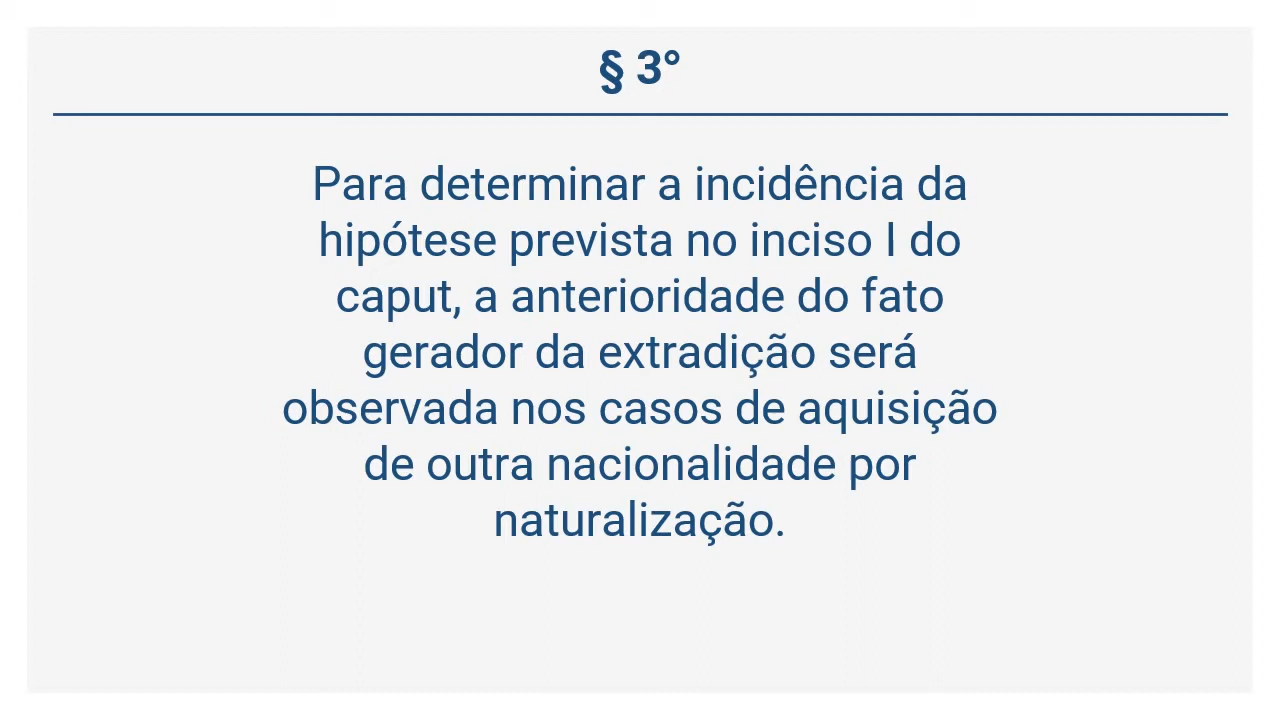 § 3°
Para determinar a incidência da
hipótese prevista no inciso I do
caput, a anterioridade do fato
gerador da extradição será
observada nos casos de aquisição
de outra nacionalidade por
naturalização.